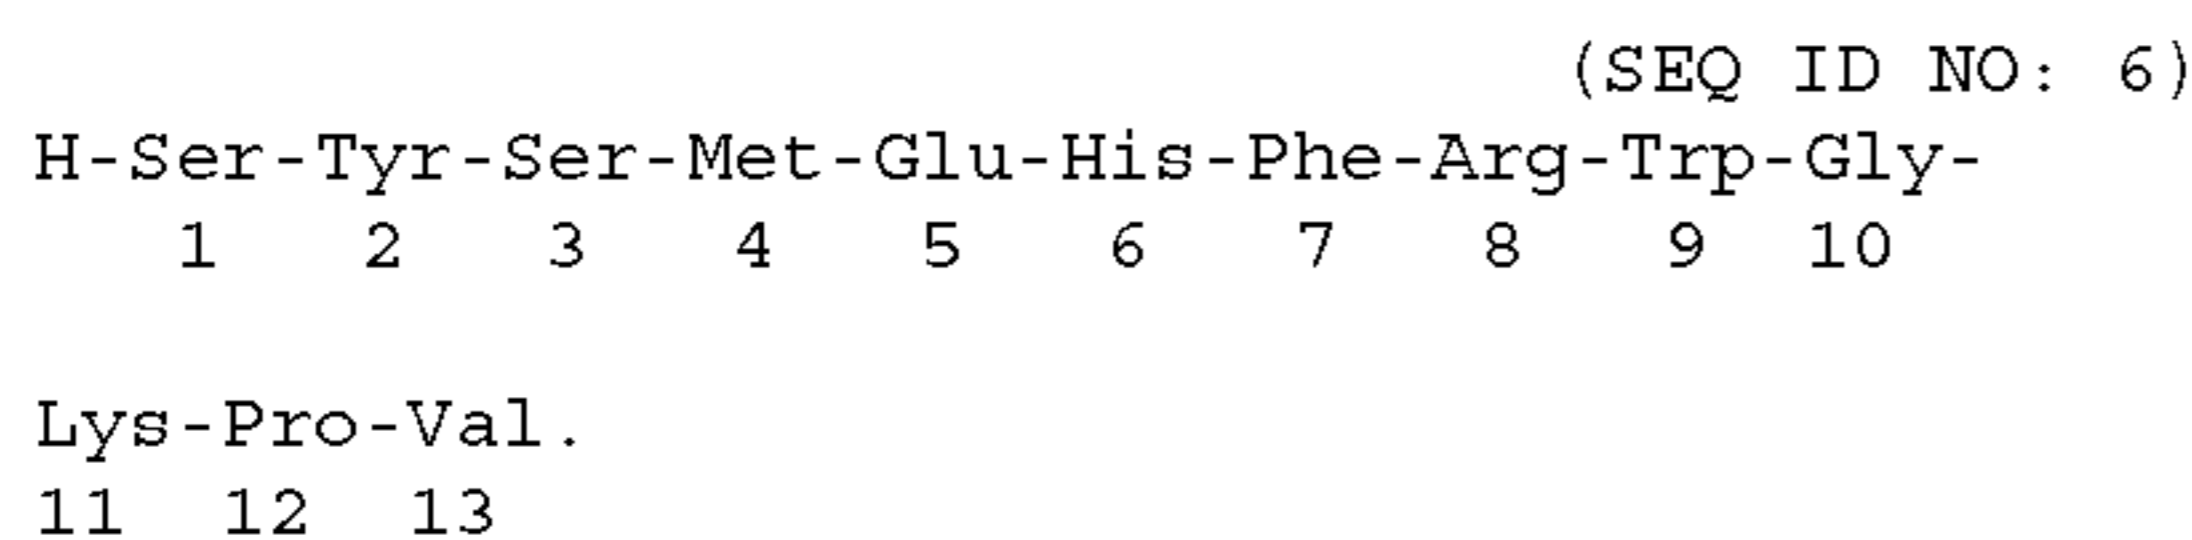 (SEQ ID NO: 6)
H-Ser-Tyr-Ser-Met-Glu-His-Phe-Arg-Trp-Gly-
1 2 3 4 5 6 7 8 9 10
Lys-Pro-Val.
11 12 13